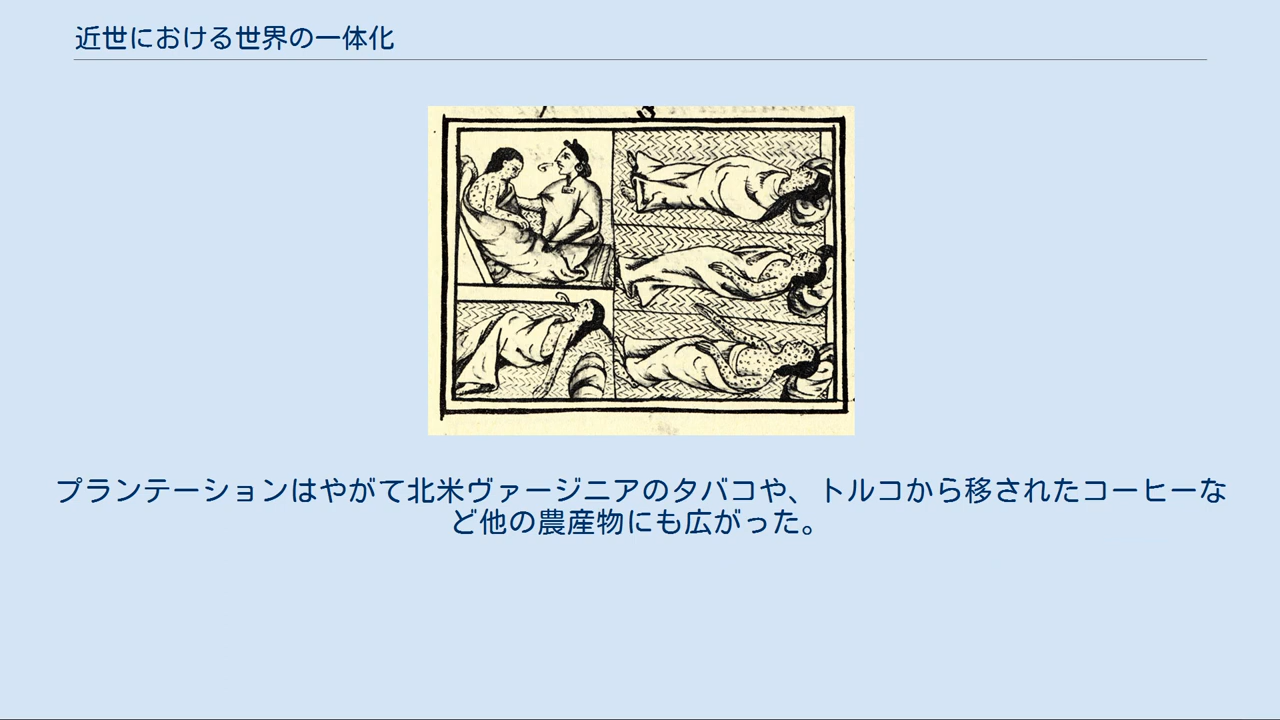 近世における世界の一体化
プランテーションはやがて北米ヴァージニアのタバコや、トルコから移されたコーヒーな
ど他の農産物にも広がった。